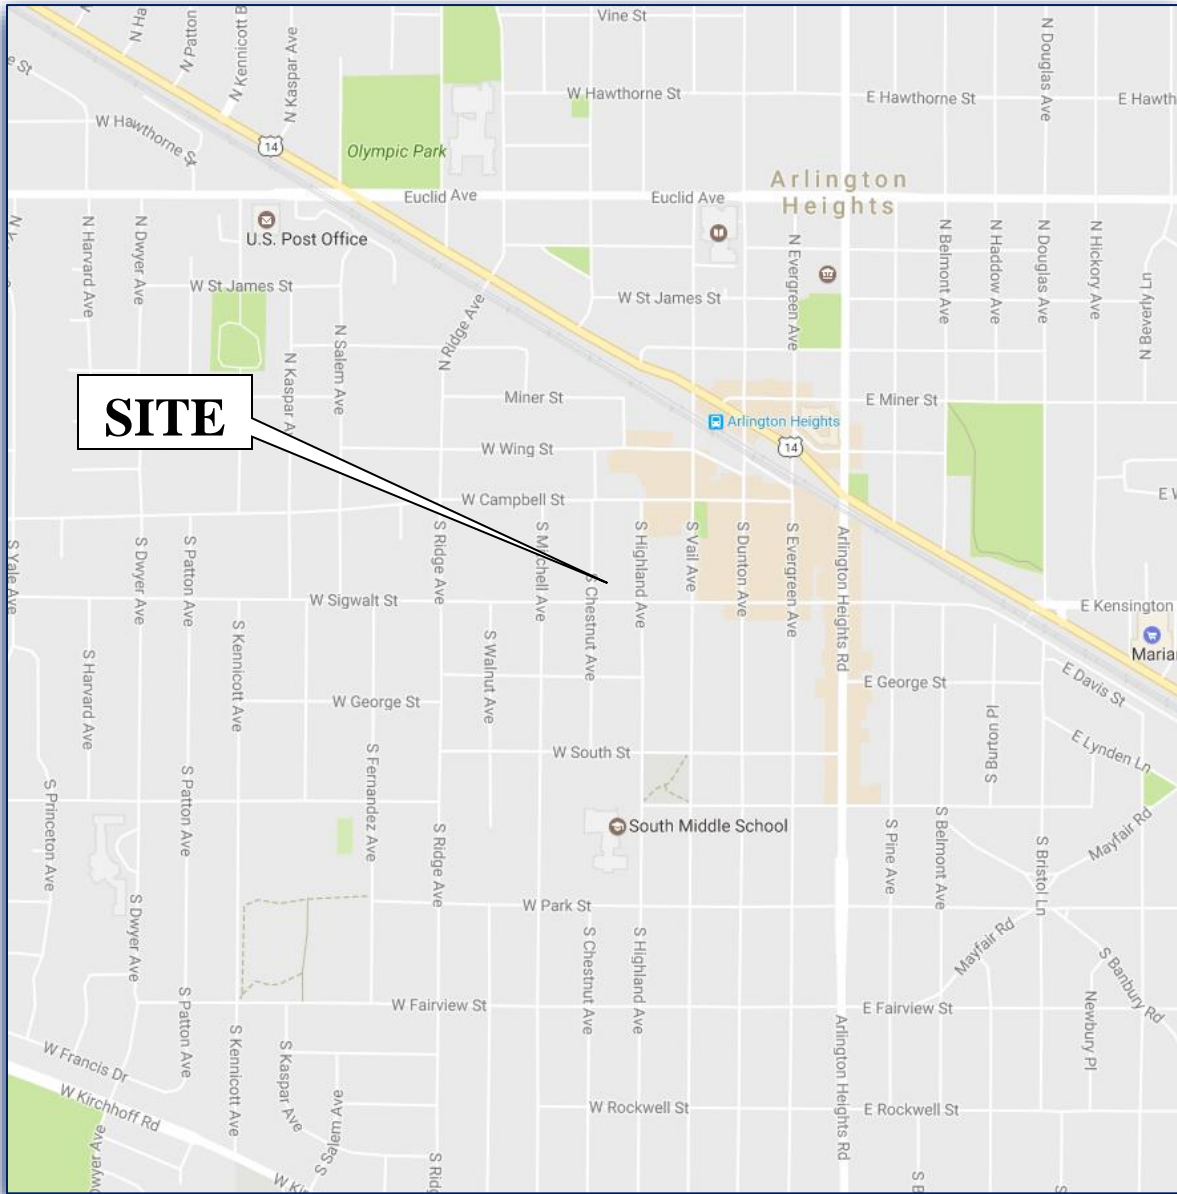 Vine St
N Ha
N Patton
N Kennicott B
N Kaspar Ave
N Douglas Ave
e St
W Hawthorne St
E Hawthorne St
E Hawth
W Hawthorne St
14
Olympic Park
Arlington
Heights
Euclid Ave
Euclid Ave
U.S. Post Office
N Harvard Ave
N Dwyer Ave
N Evergreen Ave
N Belmont Ave
N Haddow Ave
N Douglas Ave
N Hickory Ave
N Beverly Ln
W St James St
W St James St
N Ridge Ave
N Salem Ave
N Kaspar A
SITE
Miner St
E Miner St
Arlington Heights
14
W Wing St
W Campbell St
S Yale Ave
S Dwyer Ave
S Patton Ave
S Ridge Ave
S Mitchell Ave
S Chestnut Ave
S Highland Ave
S Vail Ave
S Dunton Ave
S Evergreen Ave
Arlington Heights Rd
W Sigwalt St
E Kensington
Marian
S Harvard Ave
S Kennicott Ave
S Walnut Ave
W George St
E George St
E Davis St
S Burton Pl
E Lynden Ln
W South St
S Fernandez Ave
S Princeton Ave
S Patton Ave
S Ridge Ave
South Middle School
S Pine Ave
S Belmont Ave
S Bristol Ln
Mayfair Rd
S Dwyer Ave
W Park St
S Chestnut Ave
S Highland Ave
Mayfair Rd
S Banbury Rd
W Fairview St
E Fairview St
Newbury Pl
S Patton Ave
S Kennicott Ave
S Kaspar Ave
S Salem Ave
Arlington Heights Rd
W Francis Dr
W Kirchhoff Rd
W Rockwell St
E Rockwell St
Dwyer Ave
W Kir
S Rid
S B
S